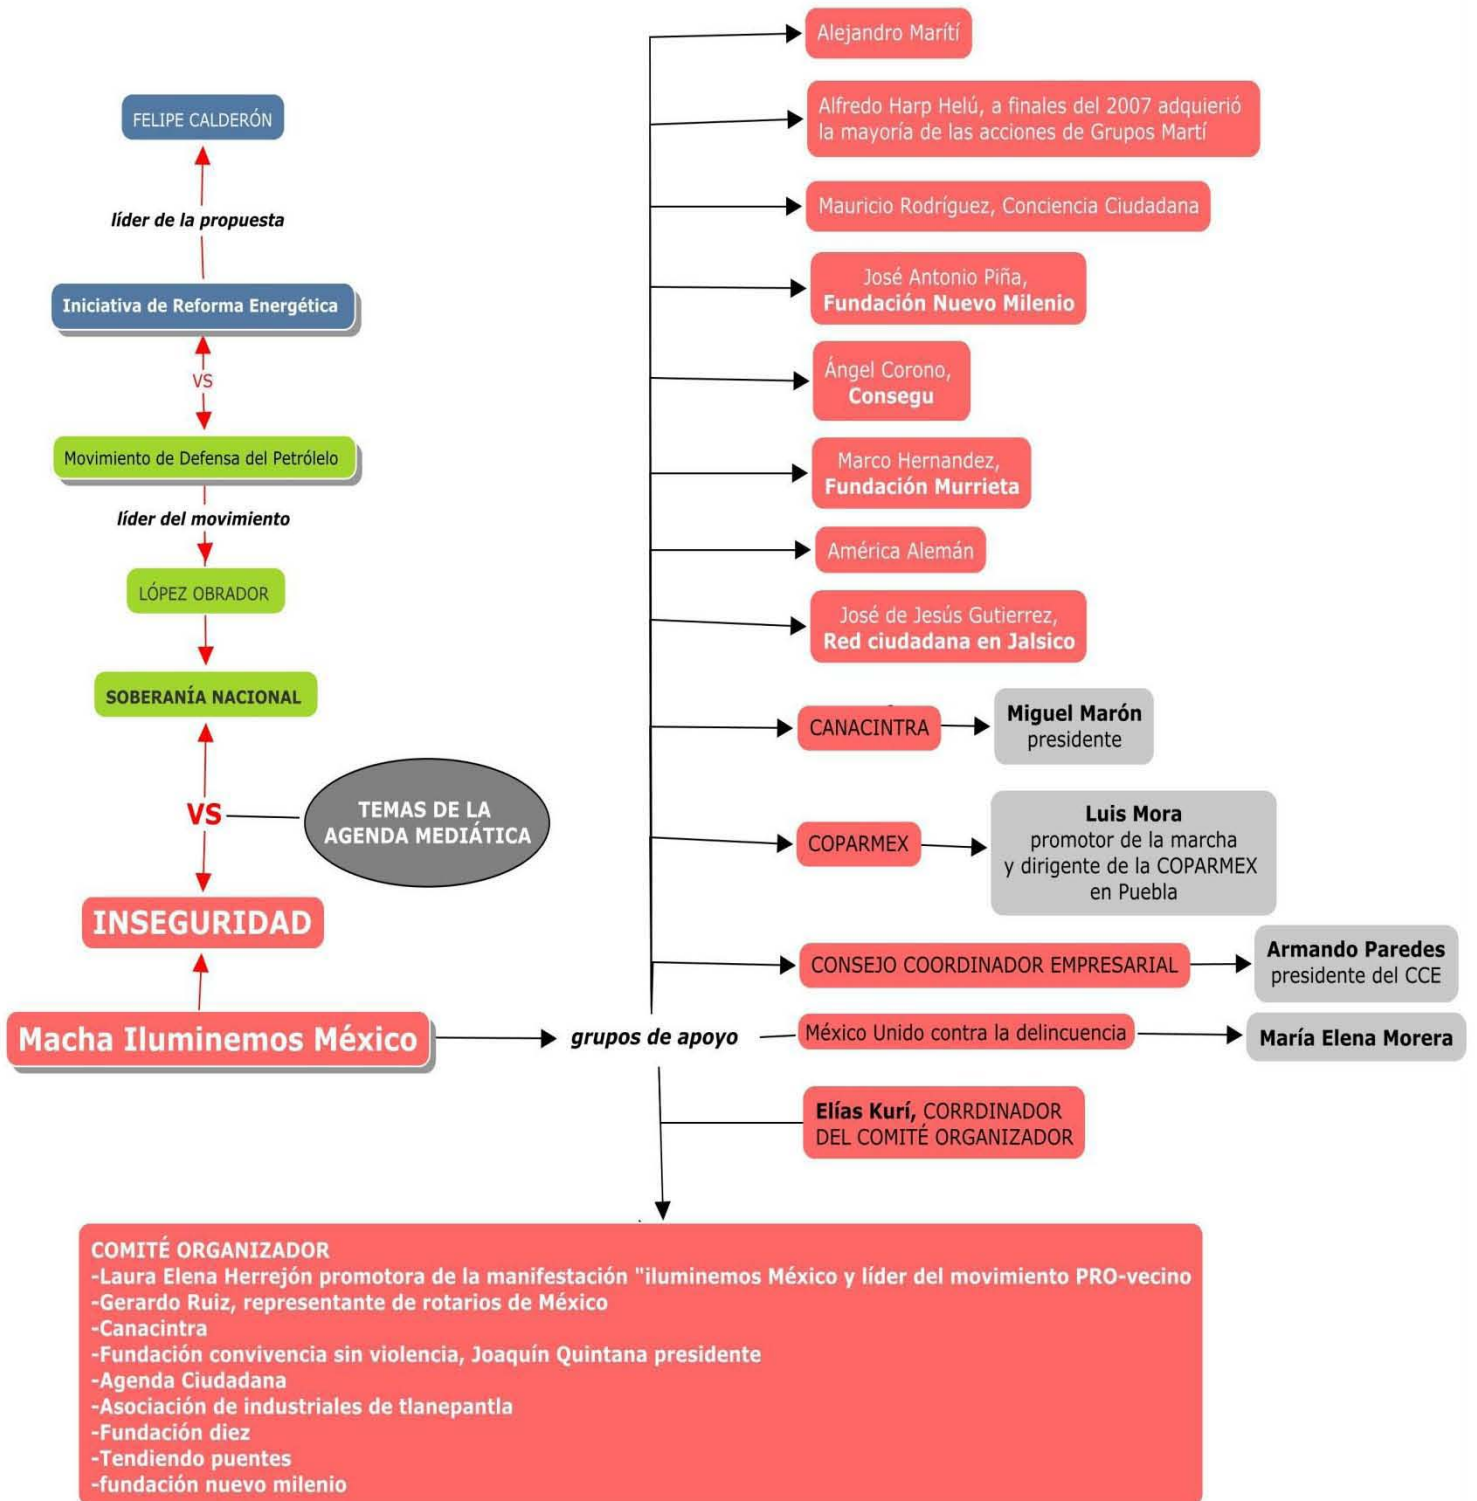 FELIPE CALDERÓN
líder de la propuesta
Iniciativa de Reforma Energética
VS
Movimiento de Defensa del Petrólelo
líder del movimiento
LÓPEZ OBRADOR
SOBERANÍA NACIONAL
VS
TEMAS DE LA
AGENDA MEDIÁTICA
INSEGURIDAD
Macha Iluminemos México
grupos de apoyo
Alejandro Marítí
Alfredo Harp Helú, a finales del 2007 adquierió
la mayoría de las acciones de Grupos Martí
Mauricio Rodríguez, Conciencia Ciudadana
José Antonio Piña,
Fundación Nuevo Milenio
Ángel Corono,
Consegu
Marco Hernandez,
Fundación Murrieta
América Alemán
José de Jesús Gutierrez,
Red ciudadana en Jalsico
CANACINTRA
Miguel Marón
presidente
COPARMEX
Luis Mora
promotor de la marcha
y dirigente de la COPARMEX
en Puebla
CONSEJO COORDINADOR EMPRESARIAL
Armando Paredes
presidente del CCE
México Unido contra la delincuencia
María Elena Morera
Elías Kurí, CORRDINADOR
DEL COMITÉ ORGANIZADOR
COMITÉ ORGANIZADOR
-Laura Elena Herrejón promotora de la manifestación "iluminemos México y líder del movimiento PRO-vecino
-Gerardo Ruiz, representante de rotarios de México
-Canacintra
-Fundación convivencia sin violencia, Joaquín Quintana presidente
-Agenda Ciudadana
-Asociación de industriales de tlanepantla
-Fundación diez
-Tendiendo puentes
-fundación nuevo milenio